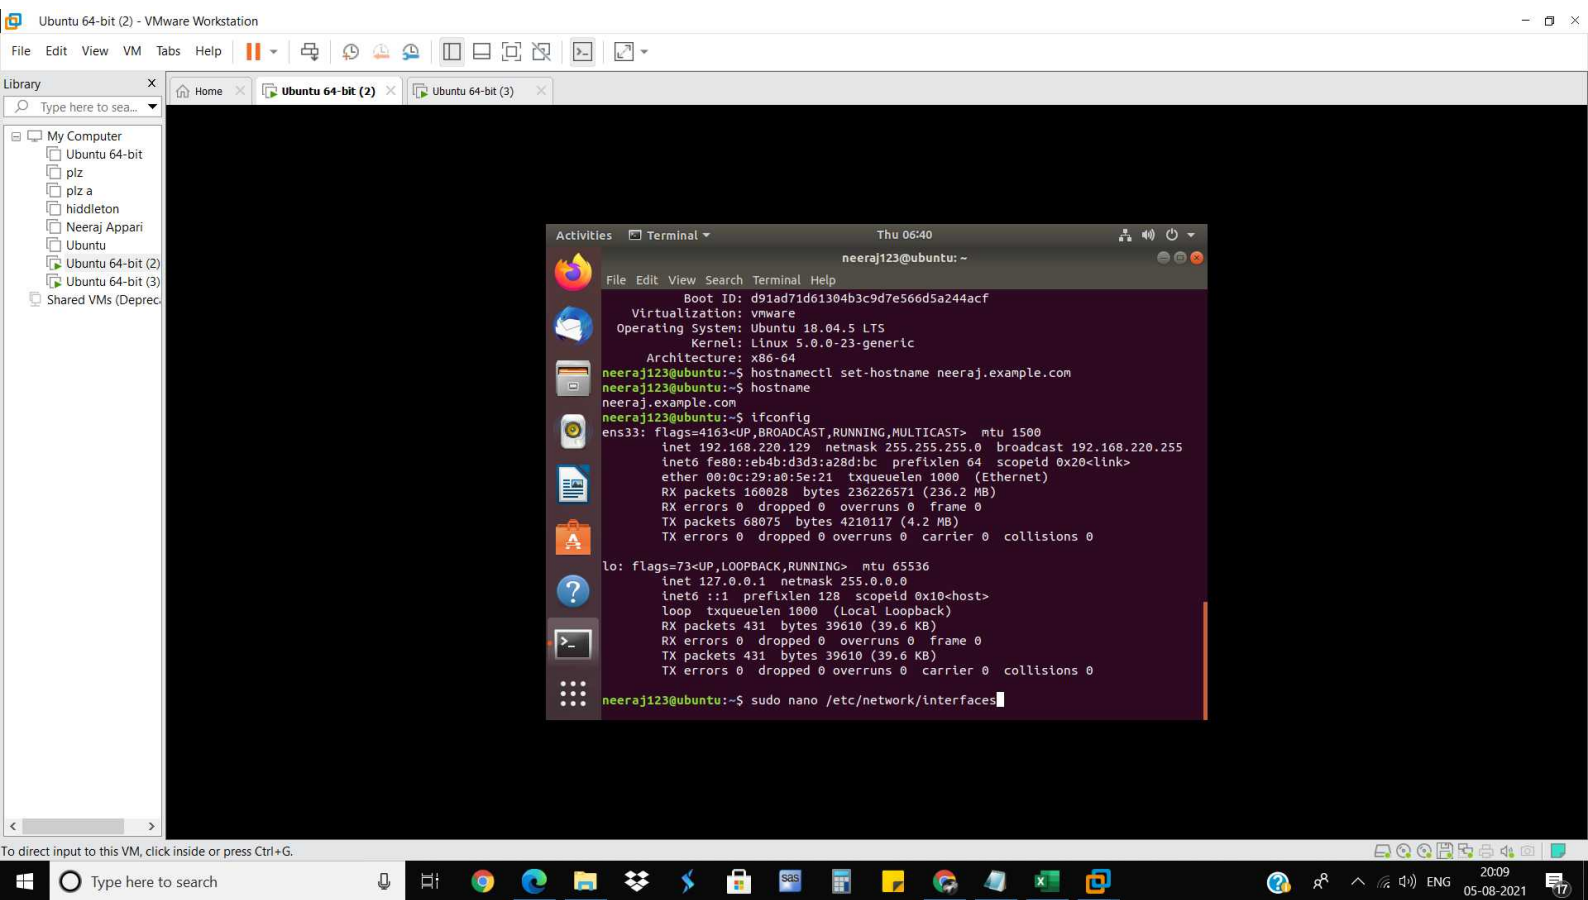 Ubuntu 64-bit (2) - VMware Workstation
File Edit View VM Tabs Help
Library
Type here to sea...
Home
Ubuntu 64-bit (2)
Ubuntu 64-bit (3)
My Computer
Ubuntu 64-bit
plz
plz a
hiddleton
Neeraj Appari
Ubuntu
Ubuntu 64-bit (2)
Ubuntu 64-bit (3)
Shared VMs (Depreca
Activities Terminal Thu 06:40
neeraj123@ubuntu: ~
File Edit View Search Terminal Help
Boot ID: d91ad71d61304b3c9d7e566d5a244acf
Virtualization: vmware
Operating System: Ubuntu 18.04.5 LTS
Kernel: Linux 5.0.0-23-generic
Architecture: x86-64
neeraj123@ubuntu:~$ hostnamectl set-hostname neeraj.example.com
neeraj123@ubuntu:~$ hostname
neeraj.example.com
neeraj123@ubuntu:~$ ifconfig
ens33: flags=4163<UP,BROADCAST,RUNNING,MULTICAST> mtu 1500
inet 192.168.220.129 netmask 255.255.255.0 broadcast 192.168.220.255
inet6 fe80::eb4b:d3d3:a28d:bc prefixlen 64 scopeid 0x20<link>
ether 00:0c:29:a0:5e:21 txqueuelen 1000 (Ethernet)
RX packets 160028 bytes 236226571 (236.2 MB)
RX errors 0 dropped 0 overruns 0 frame 0
TX packets 68075 bytes 4210117 (4.2 MB)
TX errors 0 dropped 0 overruns 0 carrier 0 collisions 0
lo: flags=73<UP,LOOPBACK,RUNNING> mtu 65536
inet 127.0.0.1 netmask 255.0.0.0
inet6 ::1 prefixlen 128 scopeid 0x10<host>
loop txqueuelen 1000 (Local Loopback)
RX packets 431 bytes 39610 (39.6 KB)
RX errors 0 dropped 0 overruns 0 frame 0
TX packets 431 bytes 39610 (39.6 KB)
TX errors 0 dropped 0 overruns 0 carrier 0 collisions 0
neeraj123@ubuntu:~$ sudo nano /etc/network/interfaces
To direct input to this VM, click inside or press Ctrl+G.
Type here to search
sas
ENG
20:09
05-08-2021
17